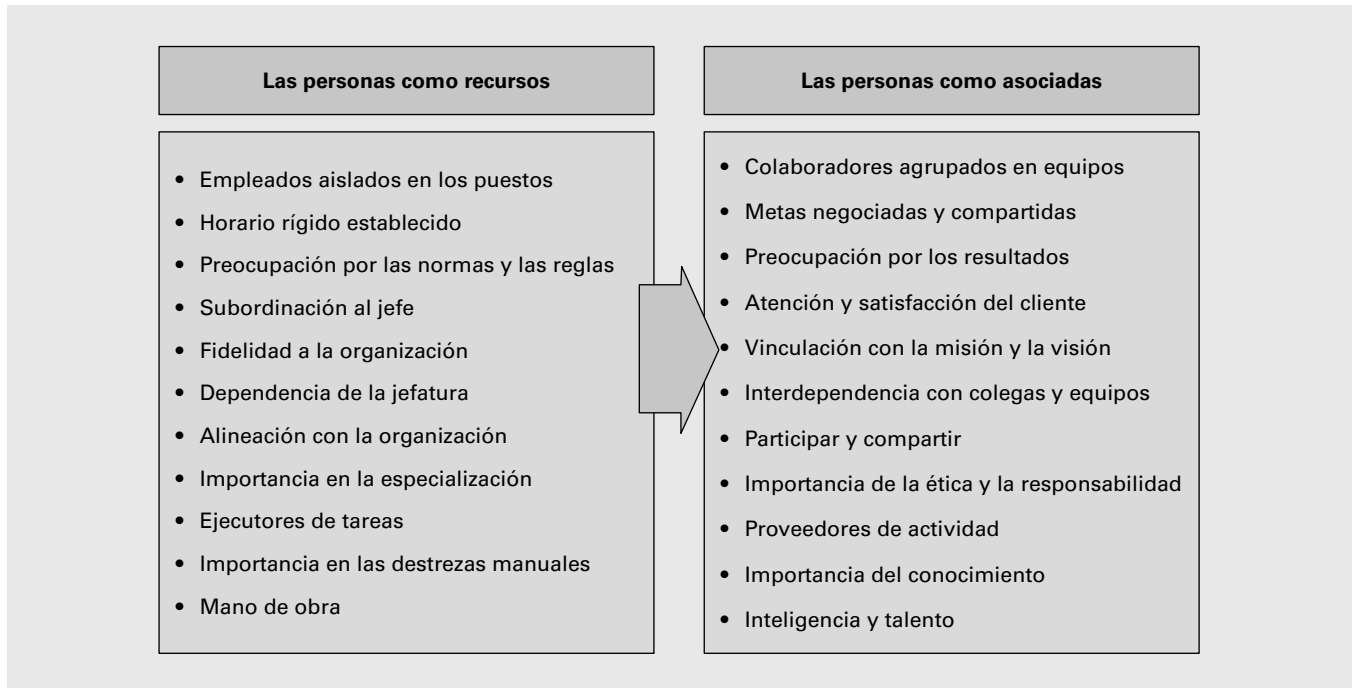 Las personas como recursos
• Empleados aislados en los puestos
• Horario rígido establecido
• Preocupación por las normas y las reglas
• Subordinación al jefe
• Fidelidad a la organización
• Dependencia de la jefatura
• Alineación con la organización
• Importancia en la especialización
• Ejecutores de tareas
• Importancia en las destrezas manuales
• Mano de obra
Las personas como asociadas
• Colaboradores agrupados en equipos
• Metas negociadas y compartidas
• Preocupación por los resultados
• Atención y satisfacción del cliente
• Vinculación con la misión y la visión
• Interdependencia con colegas y equipos
• Participar y compartir
• Importancia de la ética y la responsabilidad
• Proveedores de actividad
• Importancia del conocimiento
• Inteligencia y talento